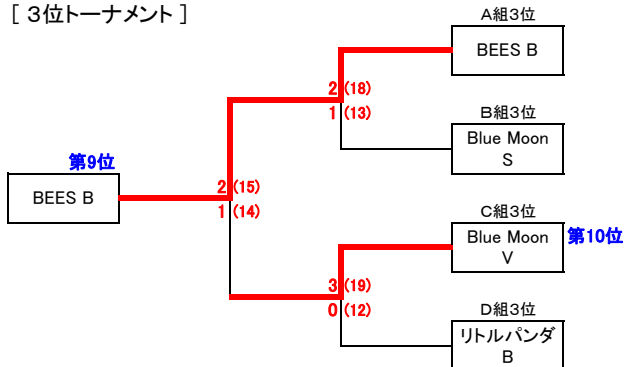 [ 3位トーナメント ]
A組3位
BEES B
2 (18)
1 (13)
B組3位
Blue Moon
S
第9位
BEES B
2 (15)
1 (14)
C組3位
Blue Moon
V
第10位
3 (19)
0 (12)
D組3位
リトルパンダ
B